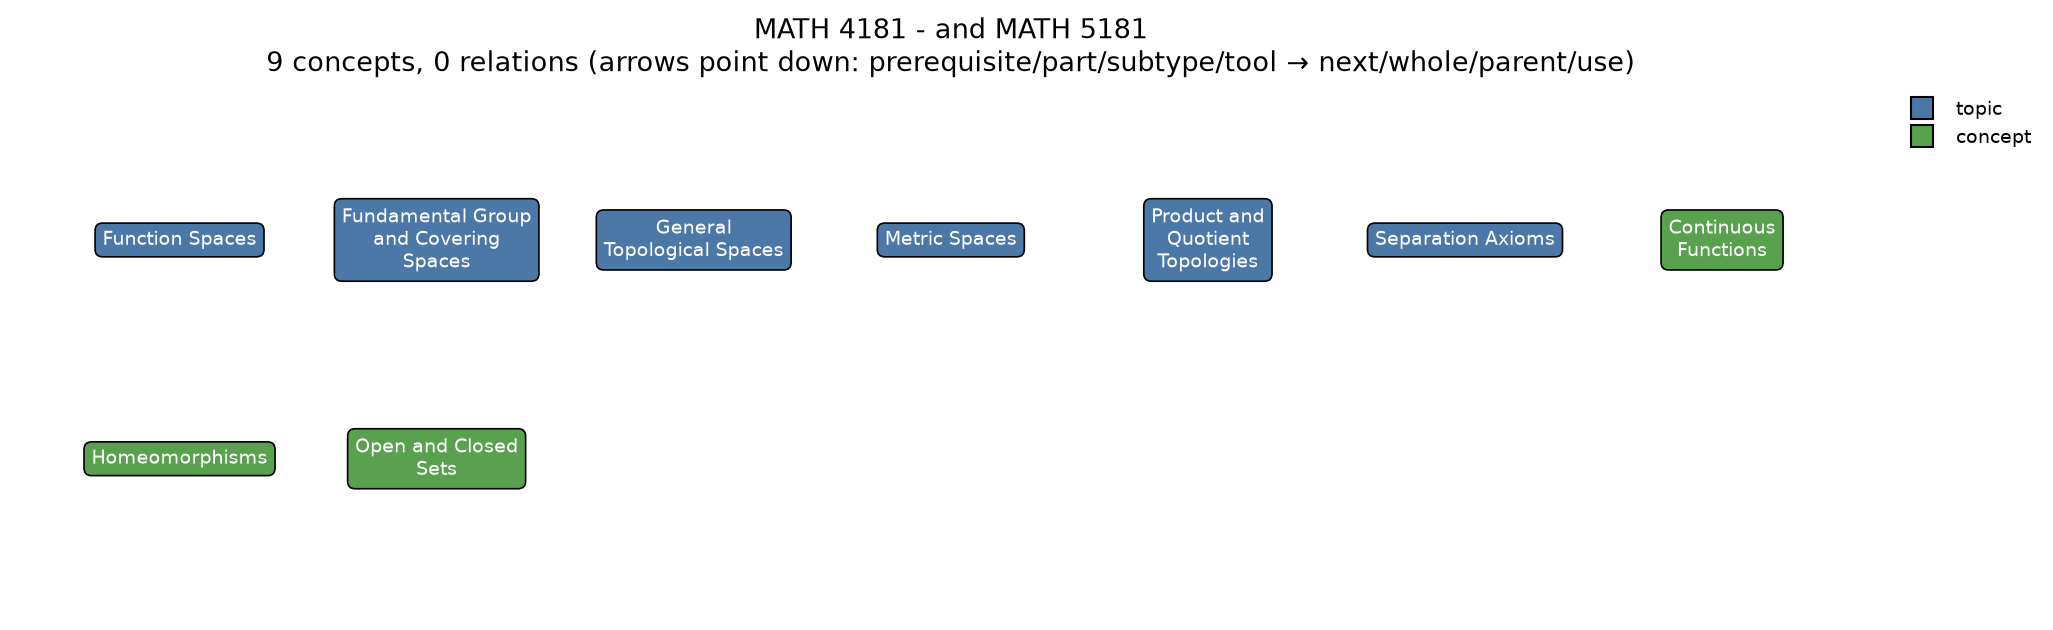 MATH 4181 - and MATH 5181
9 concepts, 0 relations (arrows point down: prerequisite/part/subtype/tool → next/whole/parent/use)
topic
concept
Function Spaces
Fundamental Group
and Covering
Spaces
General
Topological Spaces
Metric Spaces
Product and
Quotient
Topologies
Separation Axioms
Continuous
Functions
Homeomorphisms
Open and Closed
Sets